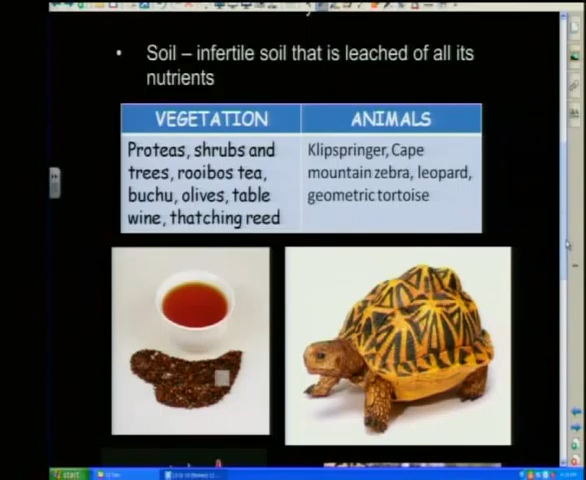 • Soil – infertile soil that is leached of all its
nutrients
VEGETATION
ANIMALS
Proteas, shrubs and
trees, rooibos tea,
buchu, olives, table
wine, thatching reed
Klipspringer, Cape
mountain zebra, leopard,
geometric tortoise
start